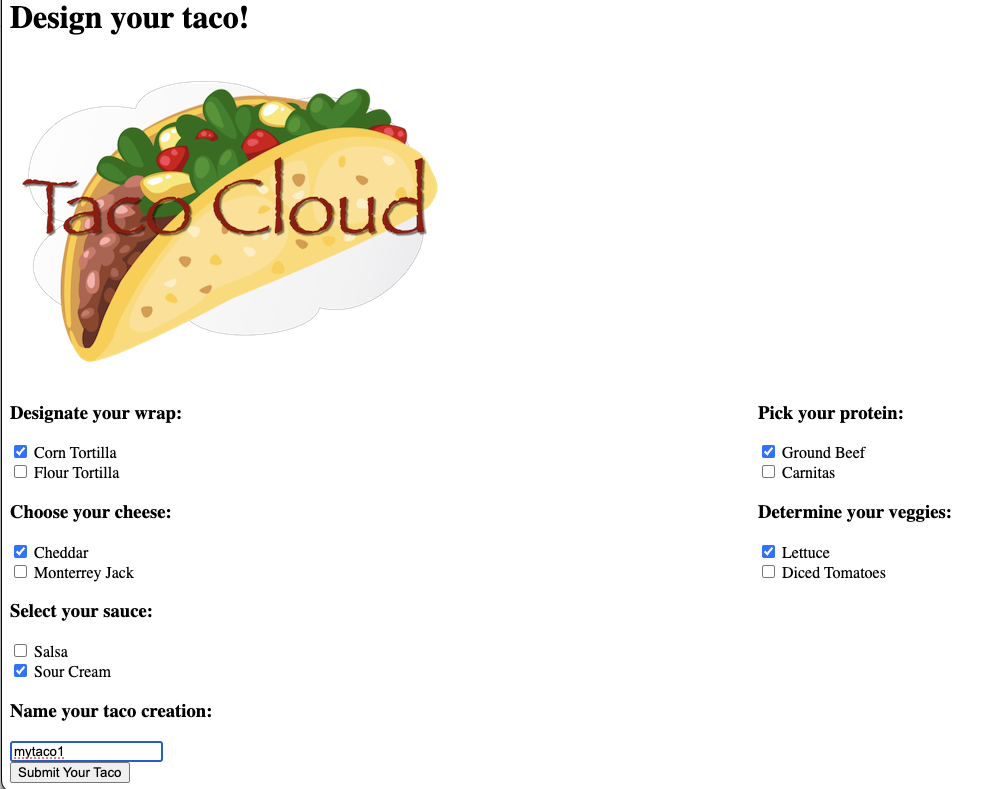 Design your taco!
Taco Cloud
Designate your wrap:
Corn Tortilla
Flour Tortilla
Choose your cheese:
Cheddar
Monterrey Jack
Select your sauce:
Salsa
Sour Cream
Pick your protein:
Ground Beef
Carnitas
Determine your veggies:
Lettuce
Diced Tomatoes
Name your taco creation:
mytaco1
Submit Your Taco